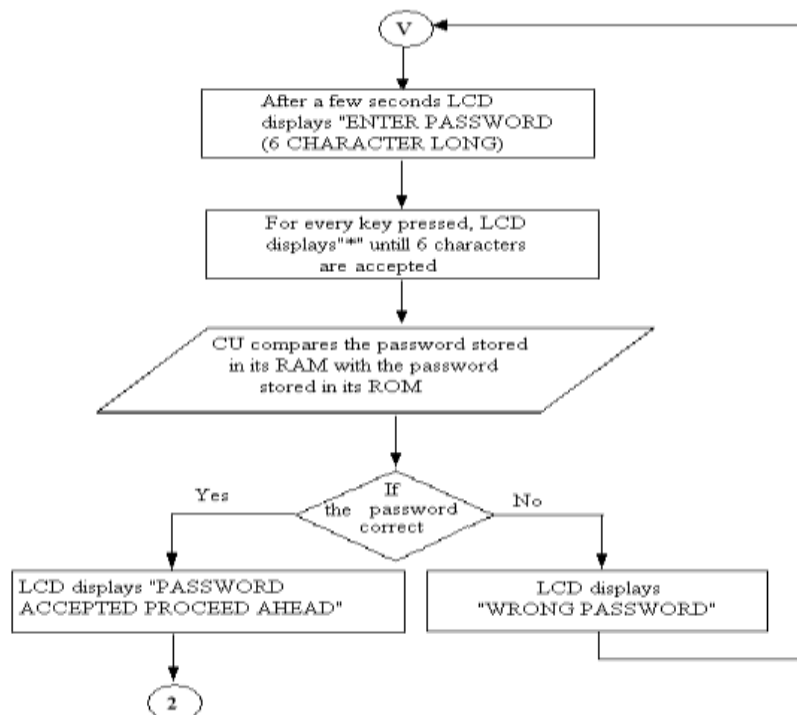 V
After a few seconds LCD
displays "ENTER PASSWORD
(6 CHARACTER LONG)
For every key pressed, LCD
displays"*" untill 6 characters
are accepted
CU compares the password stored
in its RAM with the password
stored in its ROM
If
the password
correct
Yes
No
LCD displays "PASSWORD
ACCEPTED PROCEED AHEAD"
LCD displays
"WRONG PASSWORD"
2